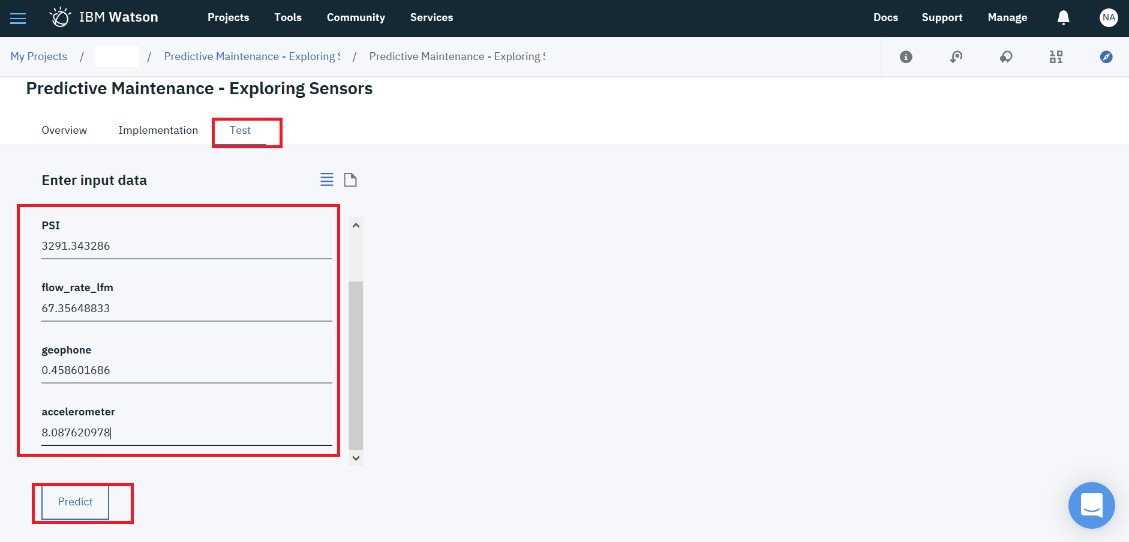 IBM Watson Projects Tools Community Services Docs Support Manage NA
My Projects / / Predictive Maintenance - Exploring S / Predictive Maintenance - Exploring S
Predictive Maintenance - Exploring Sensors
Overview Implementation Test
Enter input data
PSI
3291.343286
flow_rate_lfm
67.35648833
geophone
0.458601686
accelerometer
8.087620978
Predict